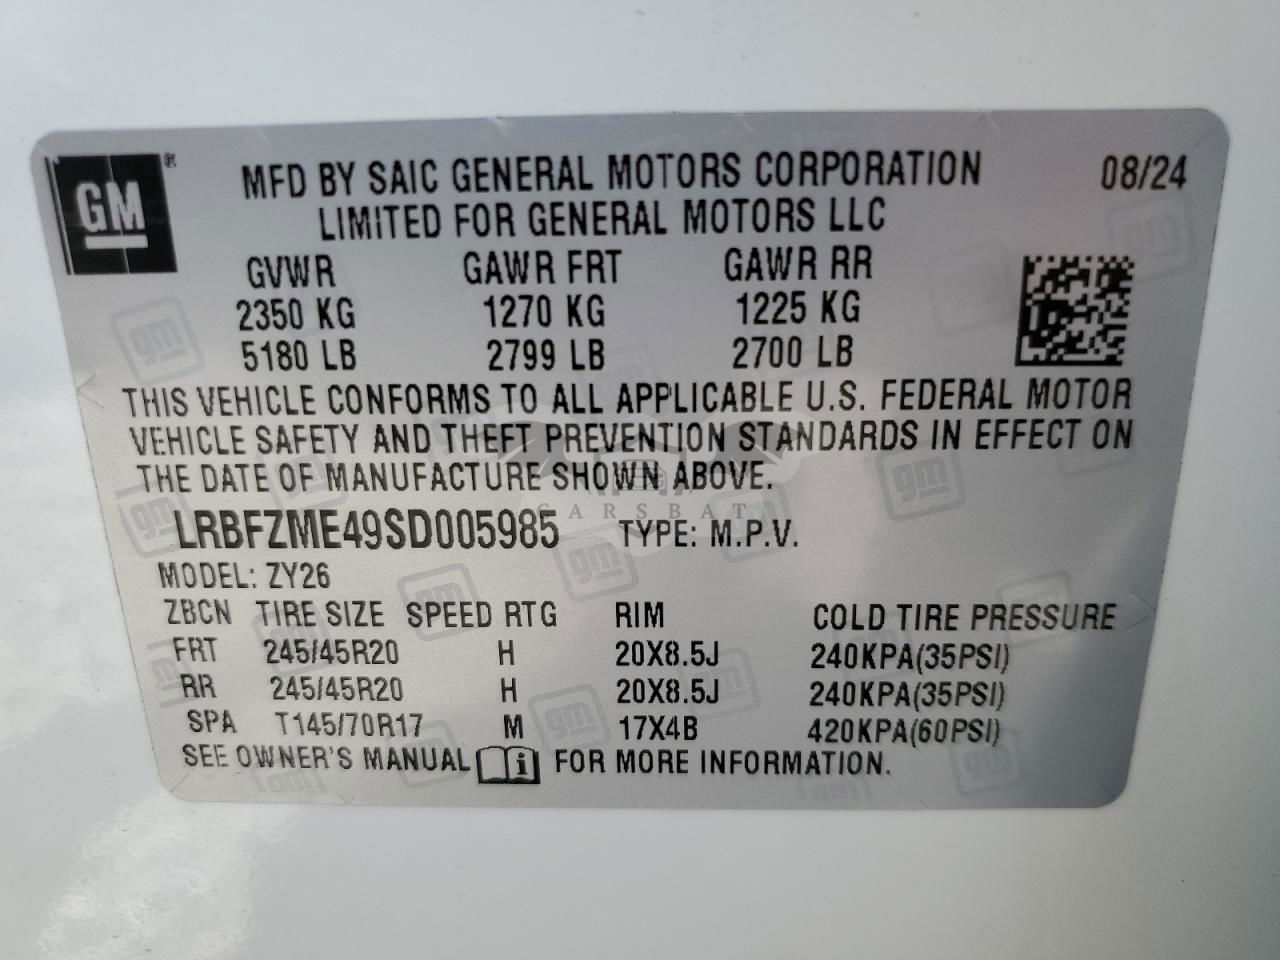 GM ®
MFD BY SAIC GENERAL MOTORS CORPORATION 08/24
LIMITED FOR GENERAL MOTORS LLC
GVWR GAWR FRT GAWR RR
2350 KG 1270 KG 1225 KG
5180 LB 2799 LB 2700 LB
THIS VEHICLE CONFORMS TO ALL APPLICABLE U.S. FEDERAL MOTOR
VEHICLE SAFETY AND THEFT PREVENTION STANDARDS IN EFFECT ON
THE DATE OF MANUFACTURE SHOWN ABOVE.
CARSBAT
LRBFZME49SD005985 TYPE: M.P.V.
MODEL: ZY26
ZBCN TIRE SIZE SPEED RTG RIM COLD TIRE PRESSURE
FRT 245/45R20 H 20X8.5J 240KPA(35PSI)
RR 245/45R20 H 20X8.5J 240KPA(35PSI)
SPA T145/70R17 M 17X4B 420KPA(60PSI)
SEE OWNER'S MANUAL i FOR MORE INFORMATION.